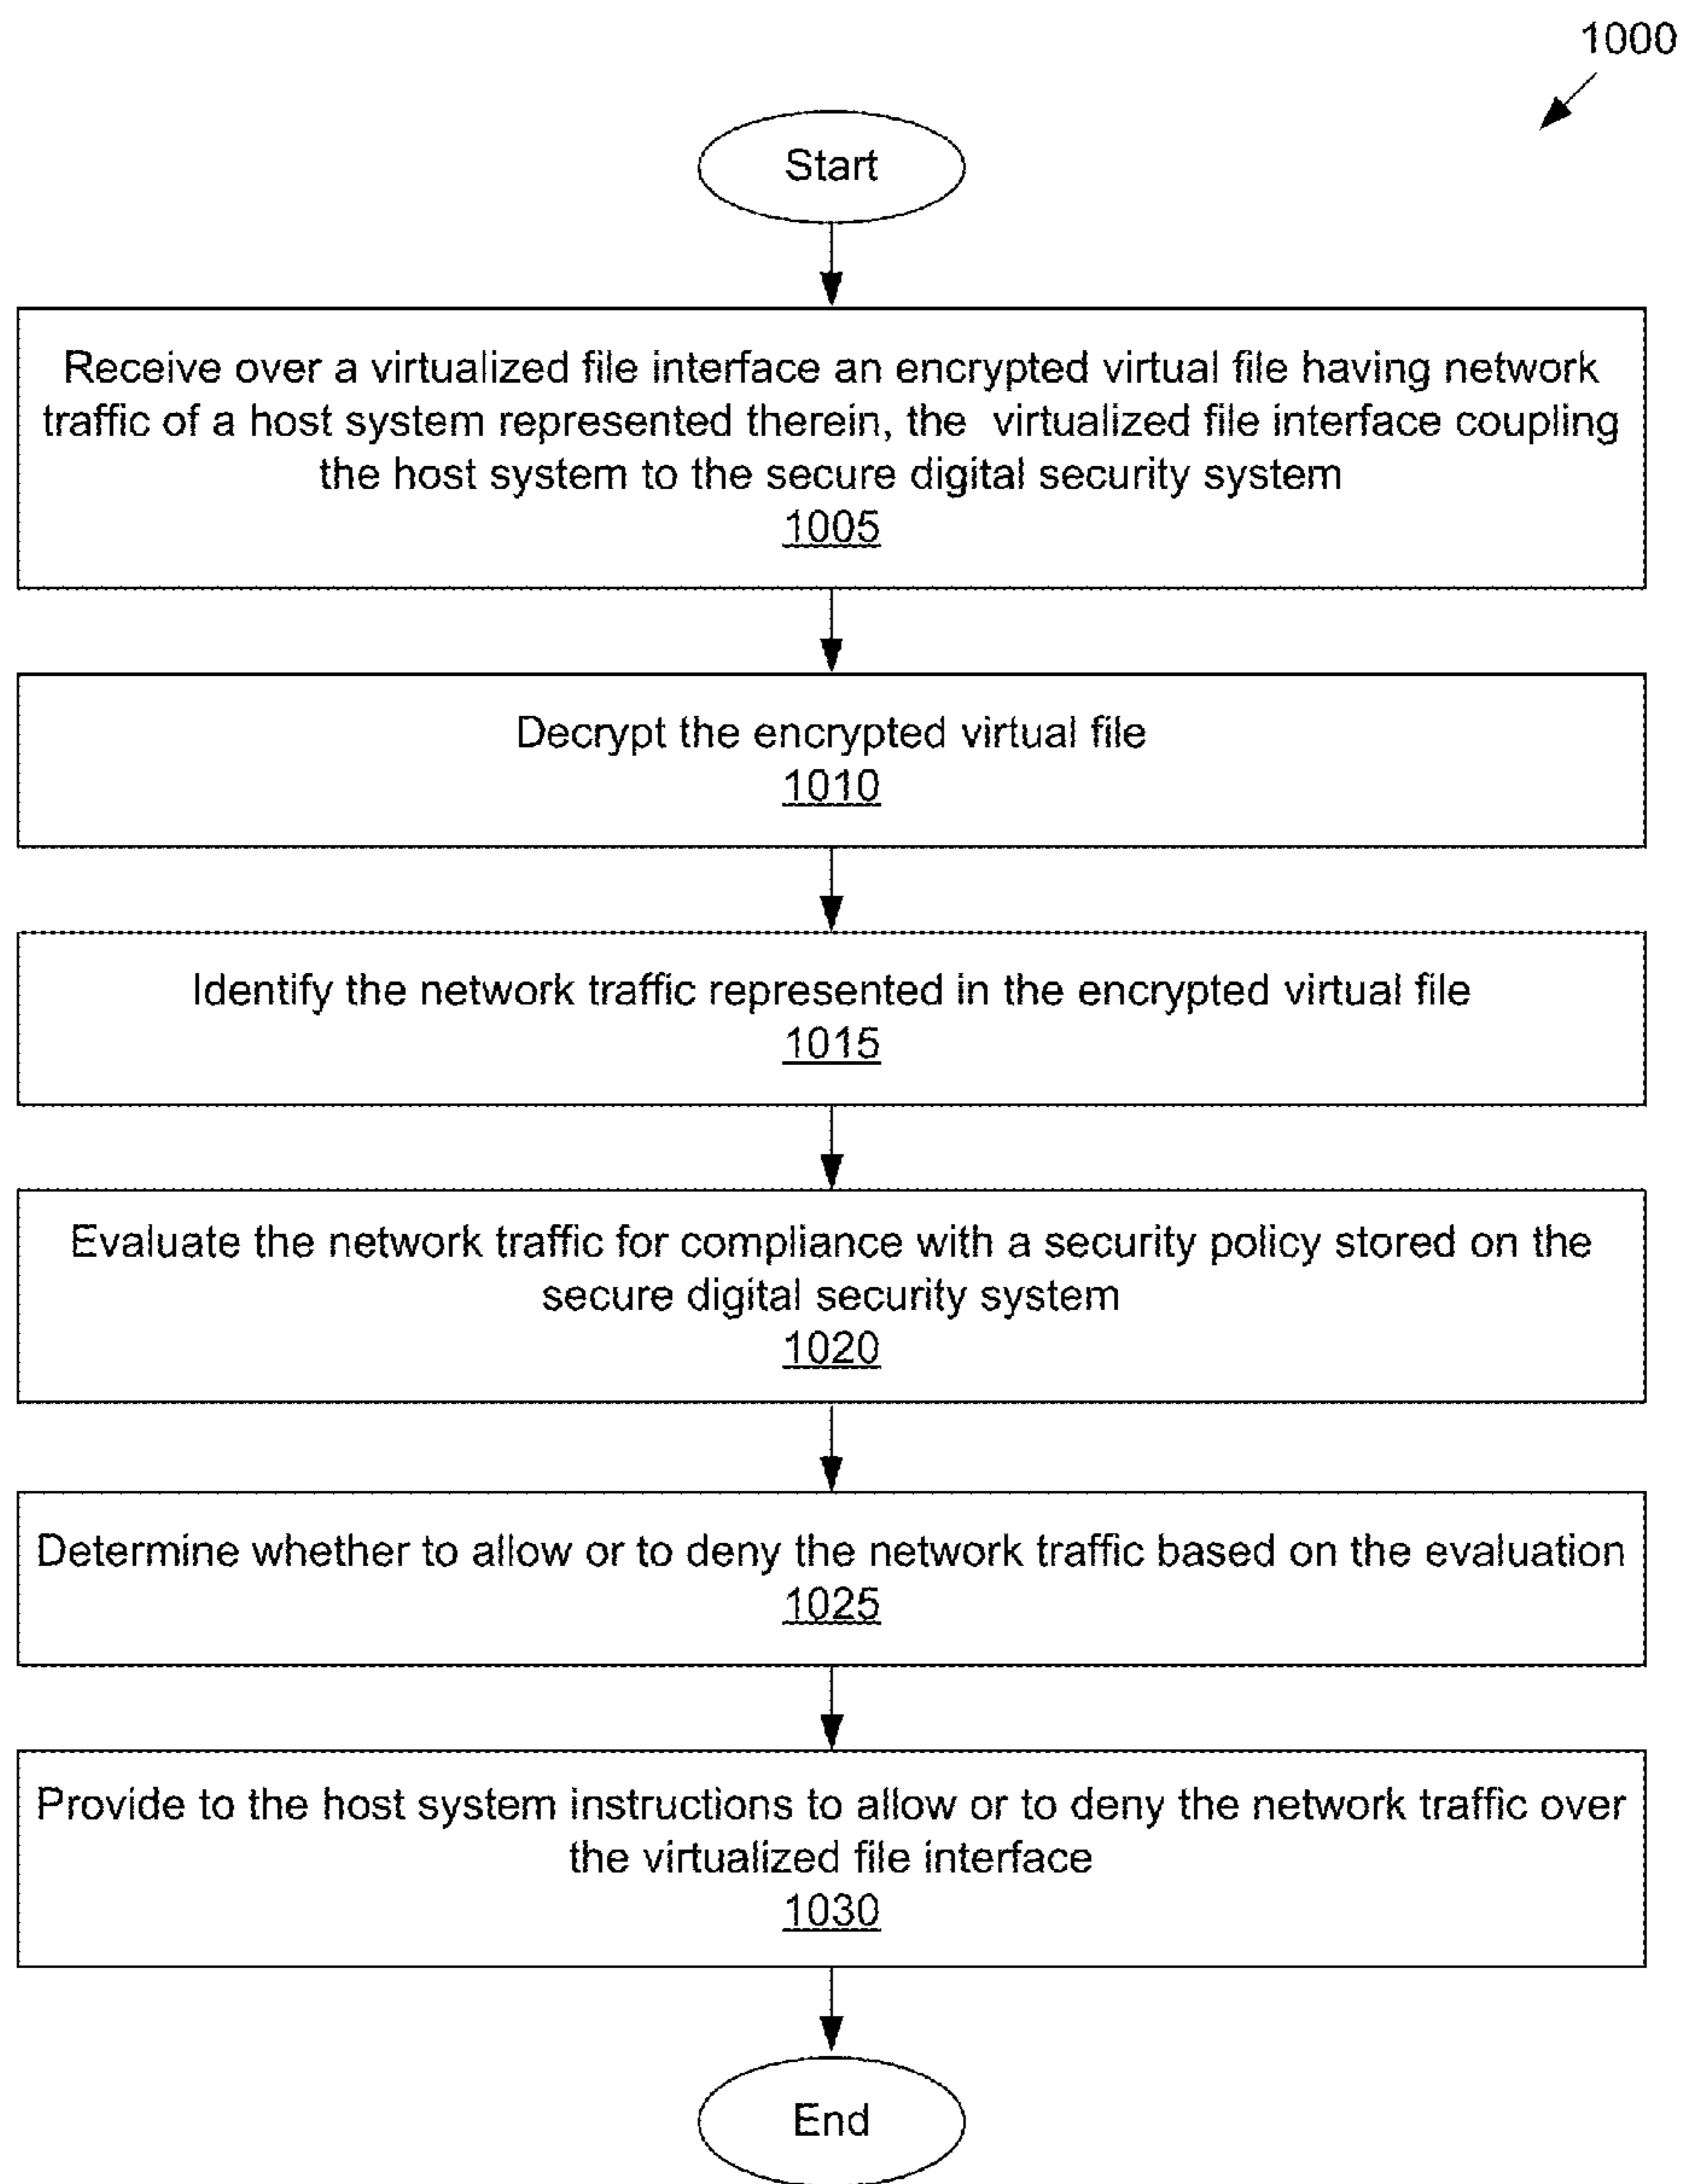 1000
Start
Receive over a virtualized file interface an encrypted virtual file having network
traffic of a host system represented therein, the virtualized file interface coupling
the host system to the secure digital security system
1005
Decrypt the encrypted virtual file
1010
Identify the network traffic represented in the encrypted virtual file
1015
Evaluate the network traffic for compliance with a security policy stored on the
secure digital security system
1020
Determine whether to allow or to deny the network traffic based on the evaluation
1025
Provide to the host system instructions to allow or to deny the network traffic over
the virtualized file interface
1030
End